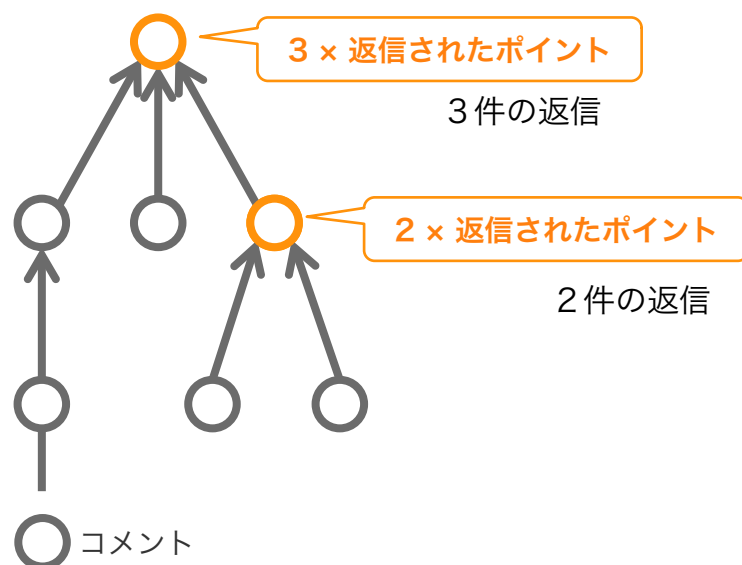 3 × 返信されたポイント
３件の返信
2 × 返信されたポイント
２件の返信
コメント